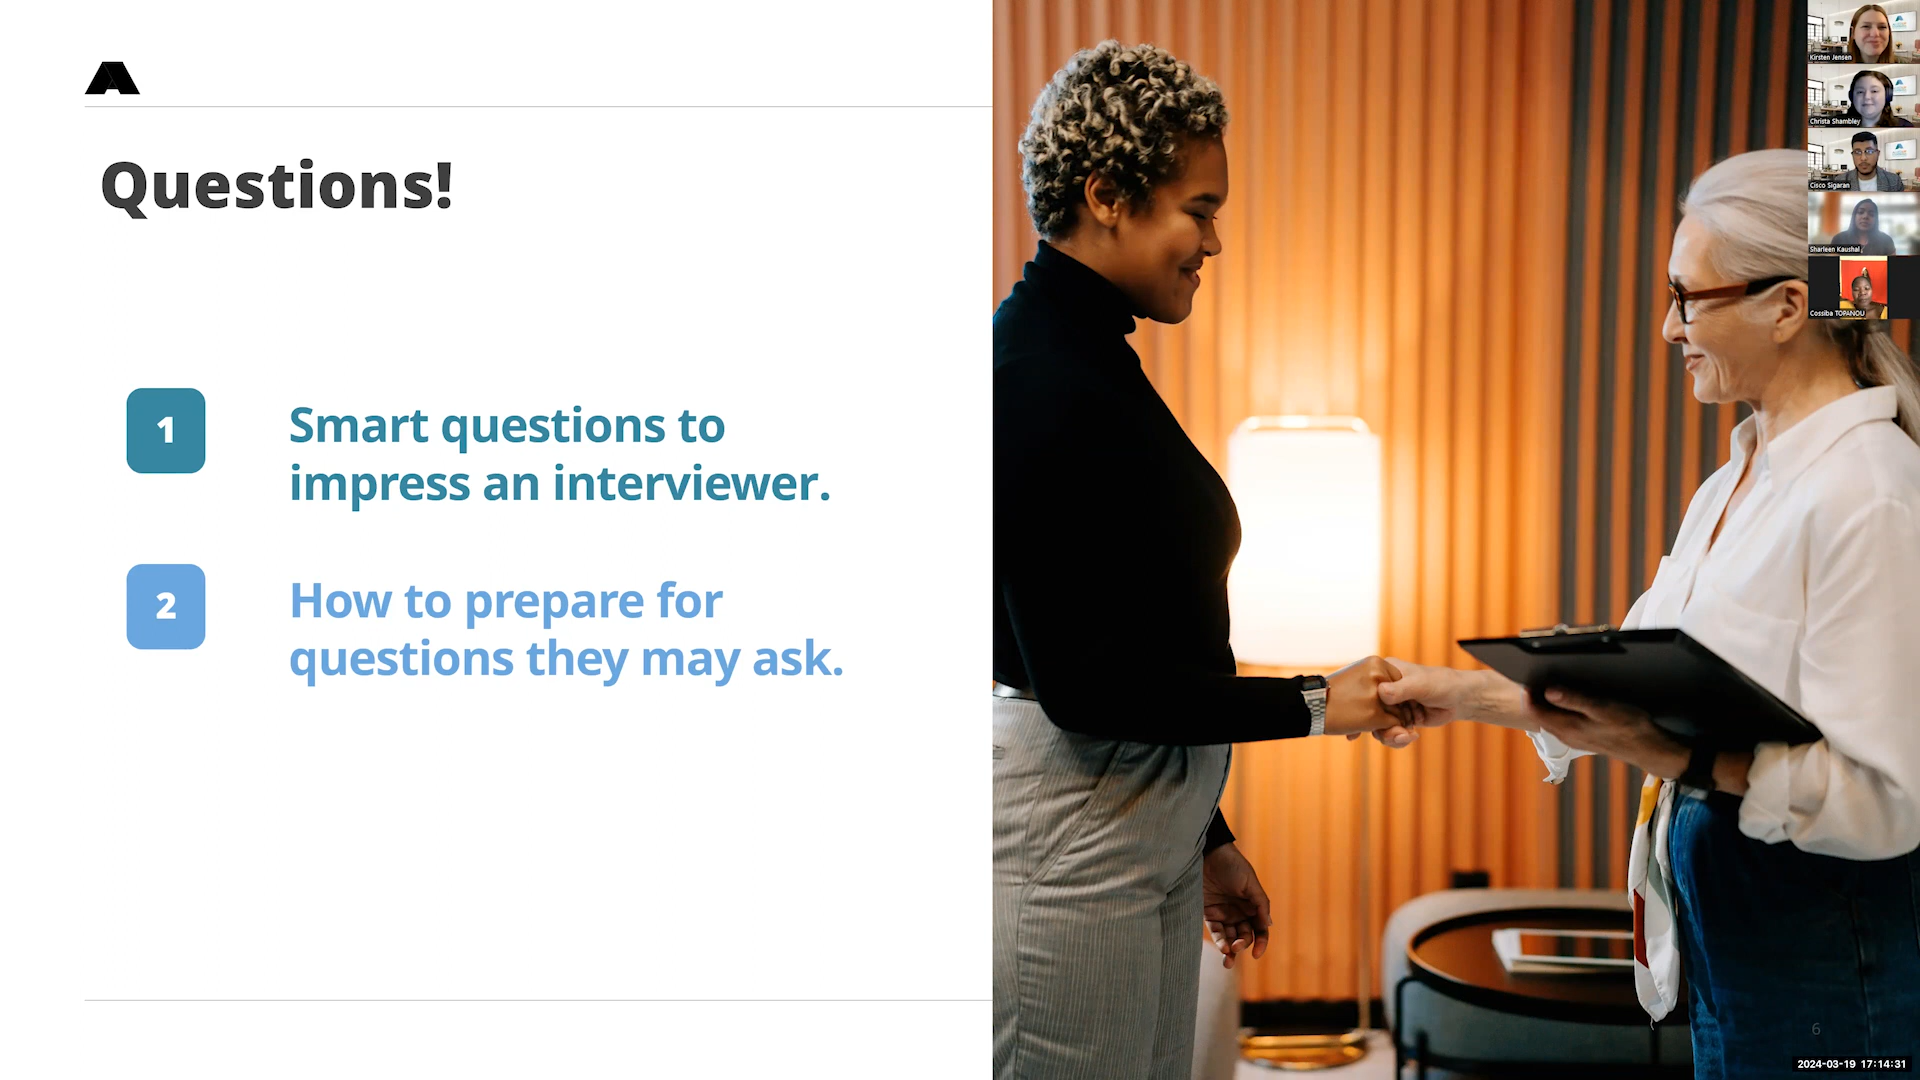 Questions!
1
Smart questions to
impress an interviewer.
2
How to prepare for
questions they may ask.
Kirsten Jensen
Christa Shambley
Cisco Sigaran
Sharleen Kaushal
Cossiba TOPANOU
6
2024-03-19 17:14:31